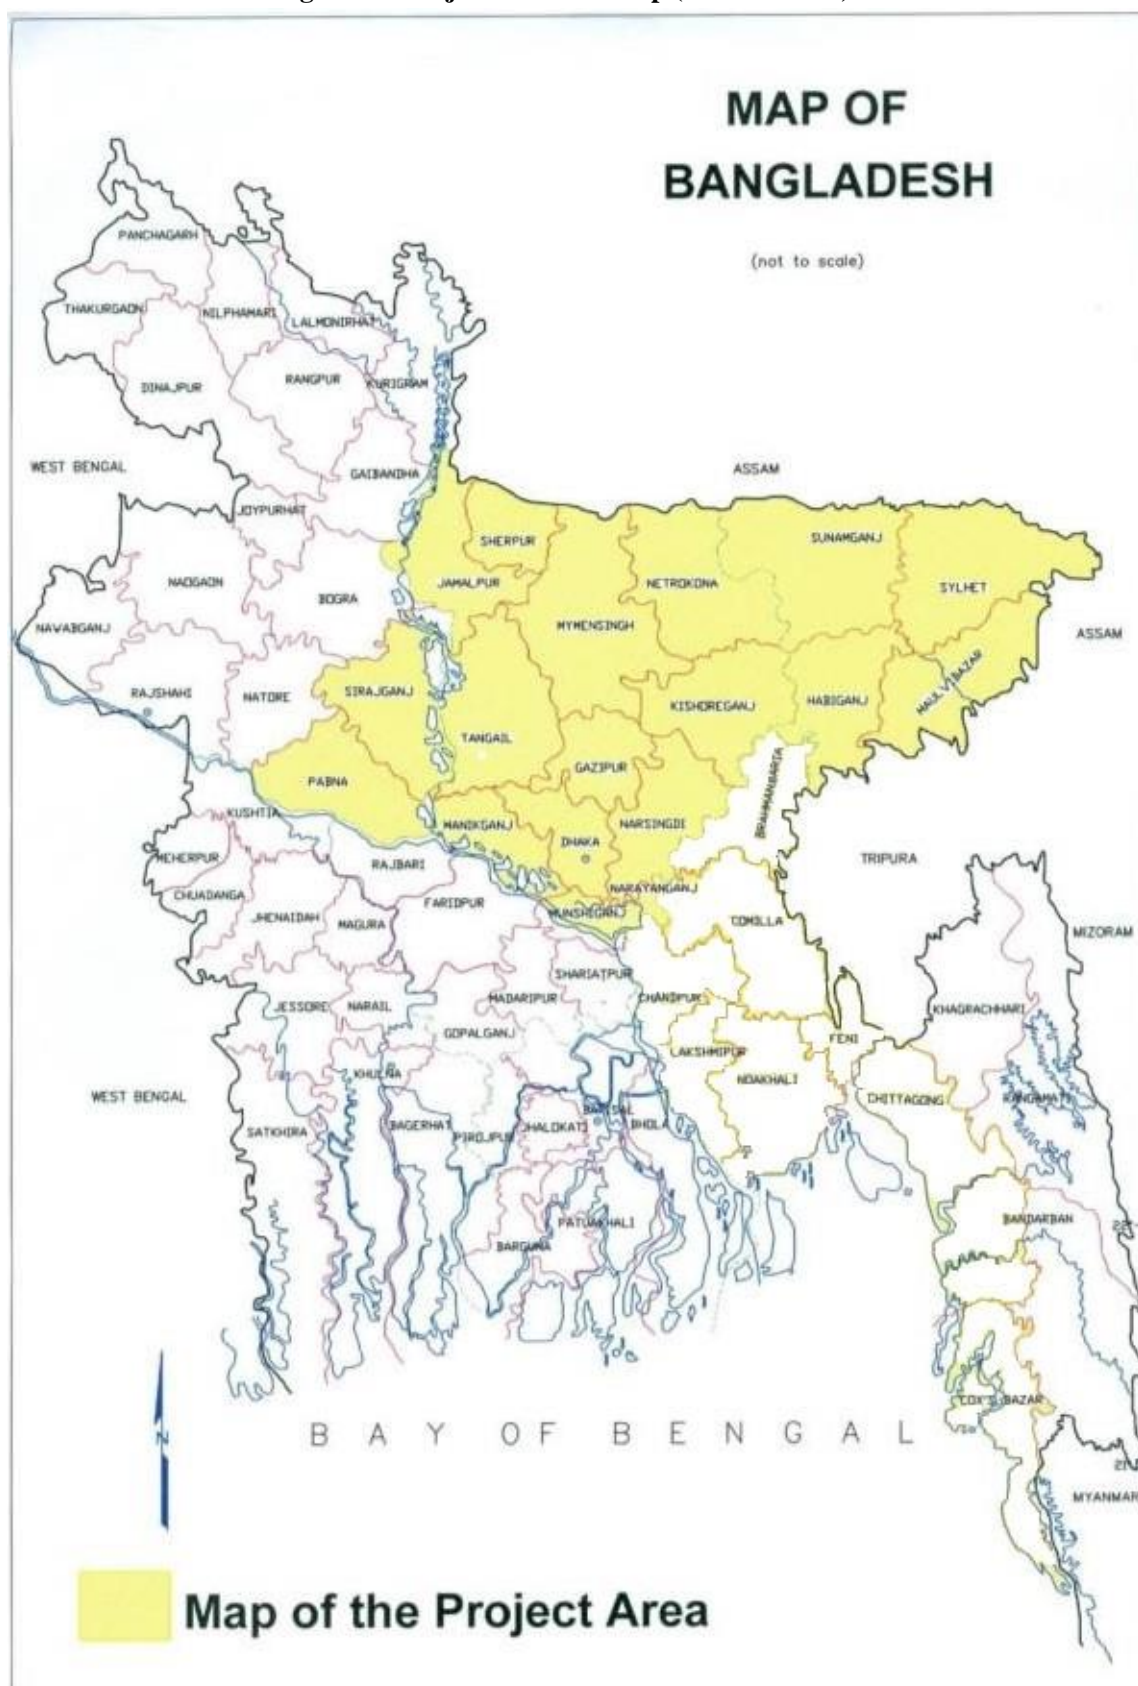 MAP OF
BANGLADESH
(not to scale)
PANCHAGARH
THAKURGAON
NILPHAMARI
LALMONIRHAT
DINAJPUR
RANGPUR
KURIGRAM
WEST BENGAL
GAIBANDHA
ASSAM
JOYPURHAT
SHERPUR
SUNAMGANJ
NAOGAON
BOGRA
JAMALPUR
NETROKONA
SYLHET
NAWABGANJ
MYMENSINGH
ASSAM
RAJSHAHI
NATORE
SIRAJGANJ
KISHOREGANJ
HABIGANJ
MAULVIBAZAR
TANGAIL
PABNA
GAZIPUR
BRAHMANBARIA
KUSHTIA
MANIKGANJ
NARSINGDI
DHAKA
MEHERPUR
RAJBARI
TRIPURA
CHUADANGA
FARIDPUR
NARAYANGANJ
JHENAIDAH
MAGURA
MUNSHIGANJ
COMILLA
MIZORAM
SHARIATPUR
JESSORE
NARAIL
MADARIPUR
CHANDPUR
KHAGRACHHARI
GOPALGANJ
FENI
LAKSHMIPUR
KHULNA
NOAKHALI
WEST BENGAL
CHITTAGONG
RANGAMATI
SATKHIRA
BAGERHAT
PIROJPUR
JHALOKATI
BARISAL
BHOLA
PATUAKHALI
BANDARBAN
BARGUNA
COX'S BAZAR
N
BAY OF BENGAL
MYANMAR
Map of the Project Area